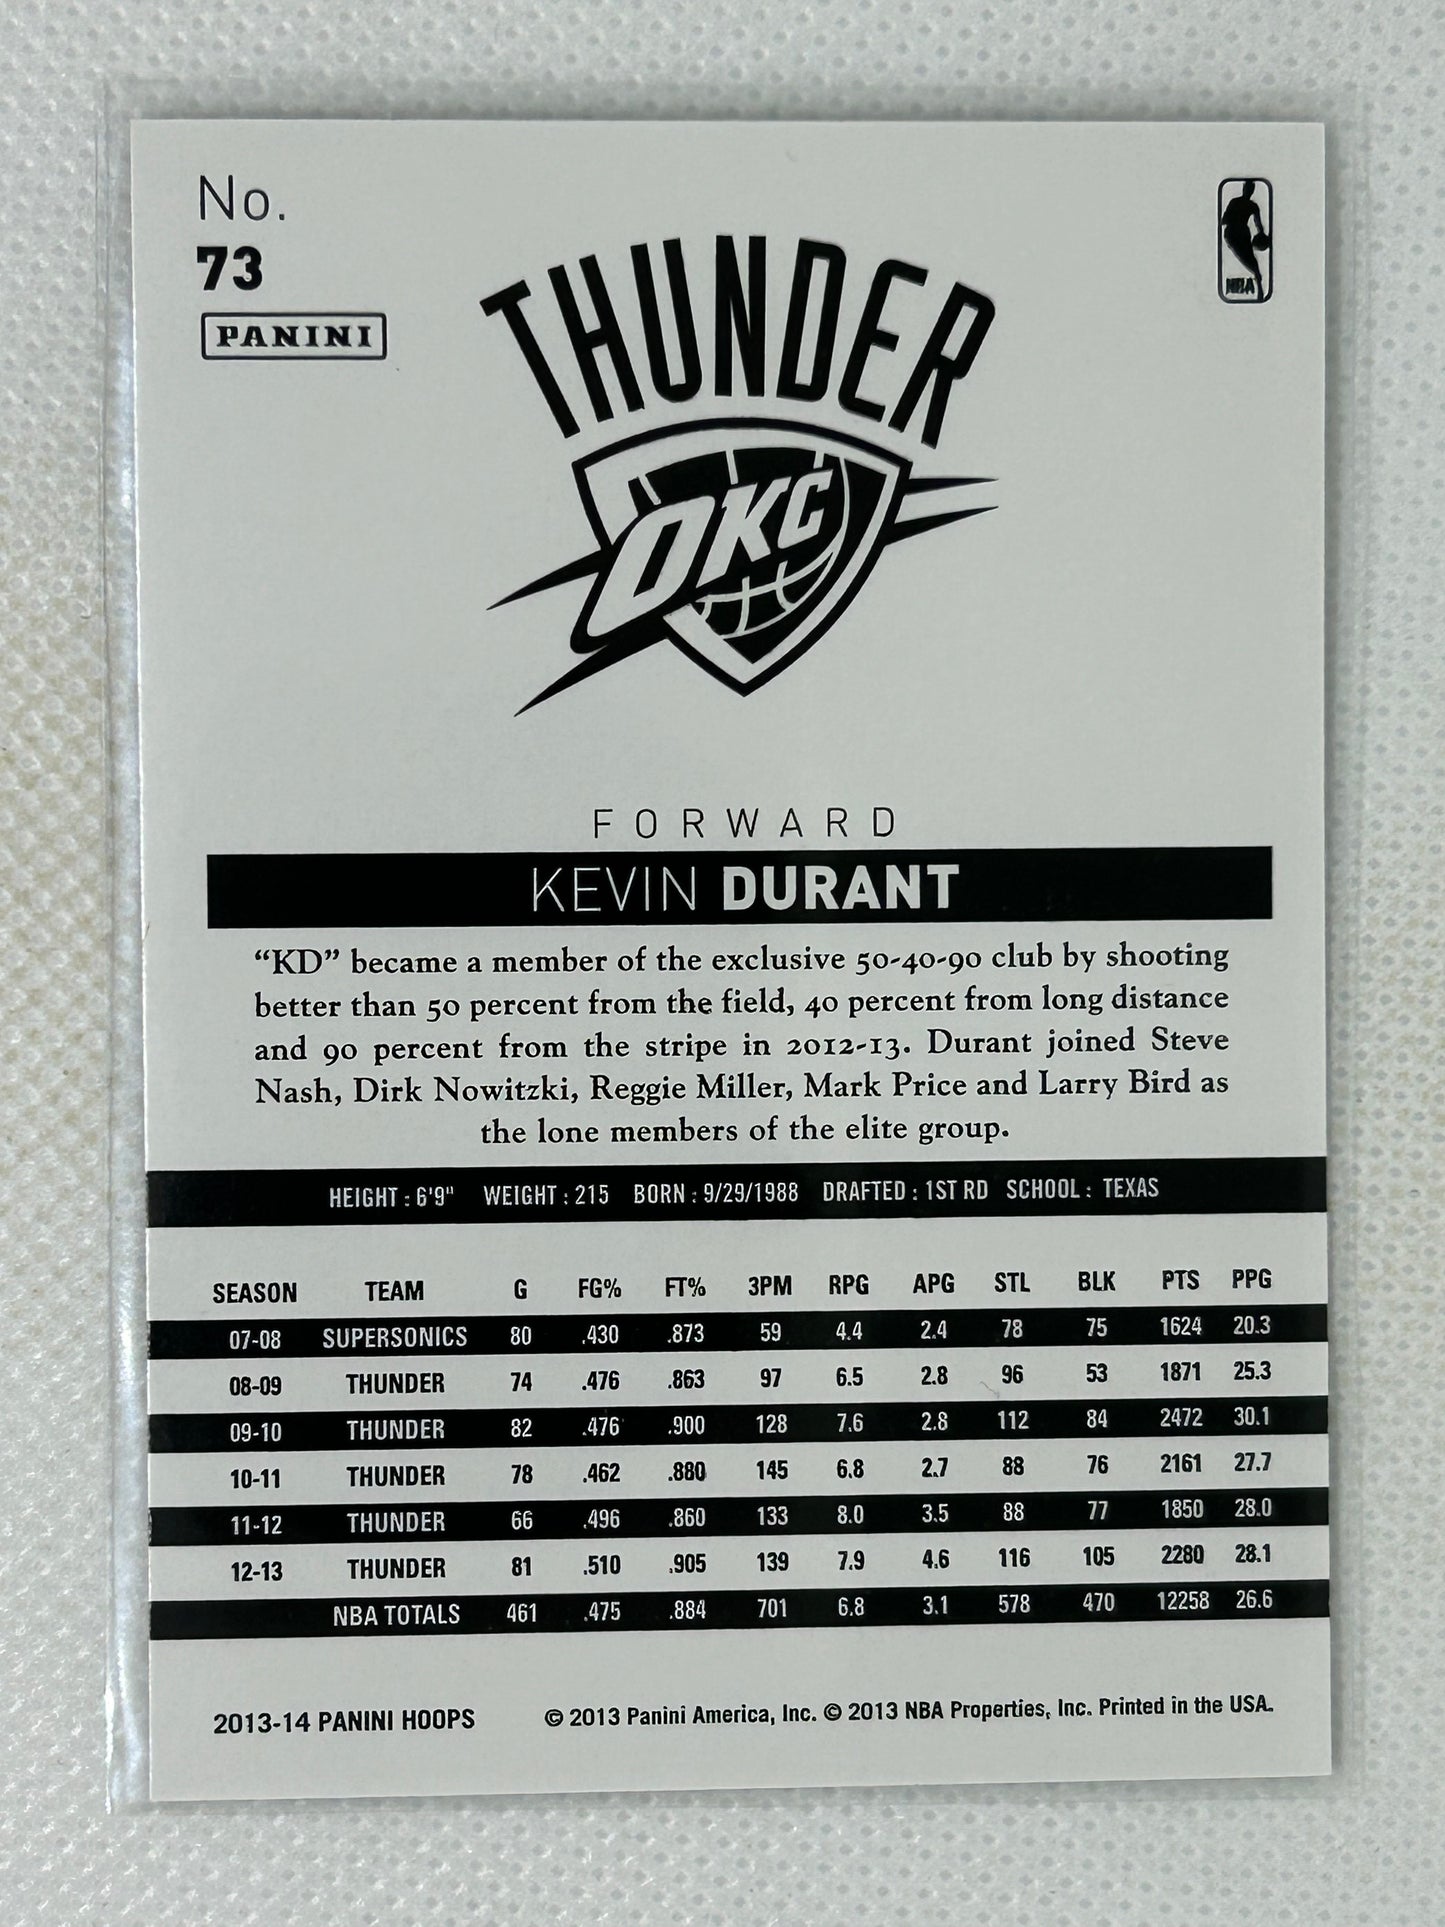 No.
73
PANINI
NBA
THUNDER
OKC
FORWARD
KEVIN DURANT
“KD” became a member of the exclusive 50-40-90 club by shooting
better than 50 percent from the field, 40 percent from long distance
and 90 percent from the stripe in 2012-13. Durant joined Steve
Nash, Dirk Nowitzki, Reggie Miller, Mark Price and Larry Bird as
the lone members of the elite group.
HEIGHT : 6'9" WEIGHT : 215 BORN : 9/29/1988 DRAFTED : 1ST RD SCHOOL : TEXAS
SEASON TEAM G FG% FT% 3PM RPG APG STL BLK PTS PPG
07-08 SUPERSONICS 80 .430 .873 59 4.4 2.4 78 75 1624 20.3
08-09 THUNDER 74 .476 .863 97 6.5 2.8 96 53 1871 25.3
09-10 THUNDER 82 .476 .900 128 7.6 2.8 112 84 2472 30.1
10-11 THUNDER 78 .462 .880 145 6.8 2.7 88 76 2161 27.7
11-12 THUNDER 66 .496 .860 133 8.0 3.5 88 77 1850 28.0
12-13 THUNDER 81 .510 .905 139 7.9 4.6 116 105 2280 28.1
NBA TOTALS 461 .475 .884 701 6.8 3.1 578 470 12258 26.6
2013-14 PANINI HOOPS © 2013 Panini America, Inc. © 2013 NBA Properties, Inc. Printed in the USA.